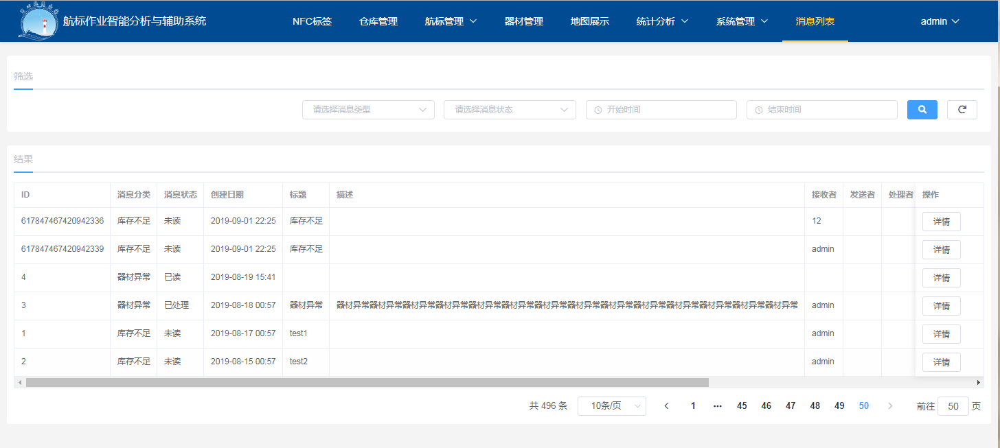 航标作业智能分析与辅助系统 NFC标签 仓库管理 航标管理 器材管理 地图展示 统计分析 系统管理 消息列表 admin
筛选
请选择消息类型 请选择消息状态 开始时间 结束时间
结果
ID 消息分类 消息状态 创建日期 标题 描述 接收者 发送者 处理者 操作
617847467420942336 库存不足 未读 2019-09-01 22:25 库存不足 12 详情
617847467420942339 库存不足 未读 2019-09-01 22:25 库存不足 admin 详情
4 器材异常 已读 2019-08-19 15:41 详情
3 器材异常 已处理 2019-08-18 00:57 器材异常 器材异常器材异常器材异常器材异常器材异常器材异常器材异常器材异常器材异常器材异常器材异常器材异常器材异常器材异常 admin 详情
1 库存不足 未读 2019-08-17 00:57 test1 admin 详情
2 库存不足 未读 2019-08-15 00:57 test2 admin 详情
共 496 条 10条/页 1 ··· 45 46 47 48 49 50 前往 50 页